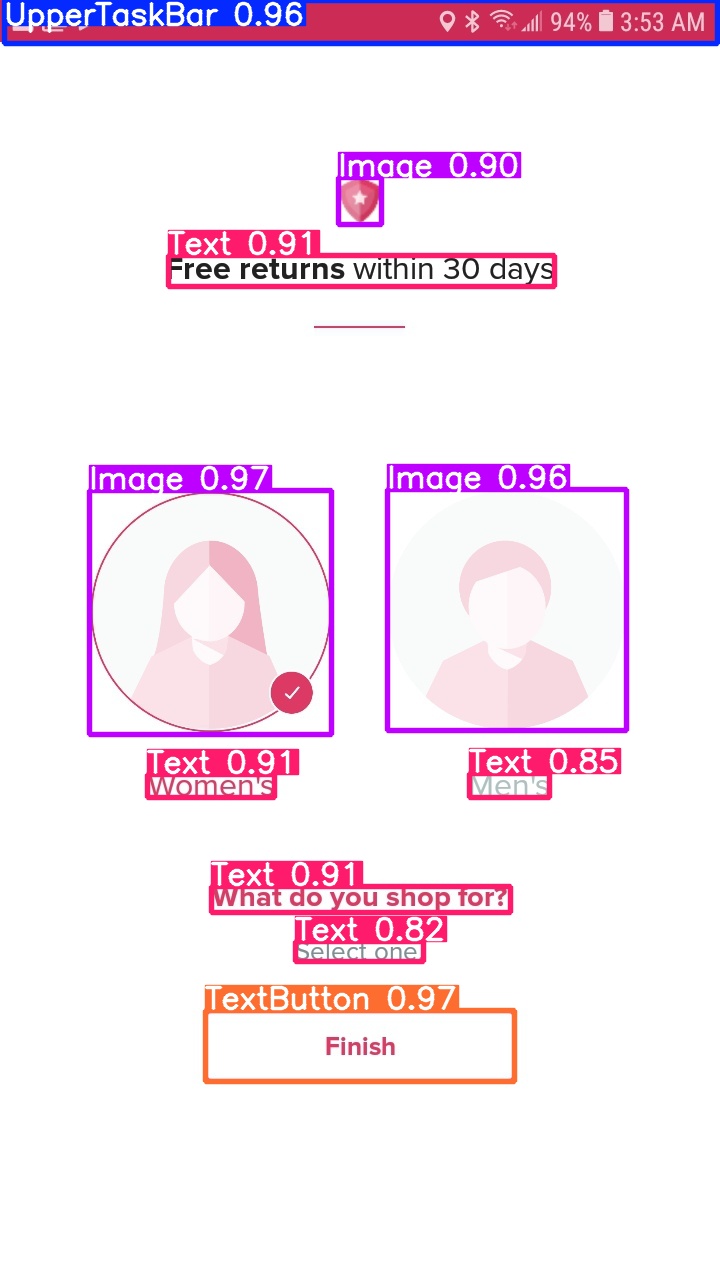 UpperTaskBar 0.96
94% 3:53 AM
Image 0.90
Text 0.91
Free returns within 30 days
Image 0.97
Image 0.96
Text 0.91
Text 0.85
Women's
Men's
Text 0.91
What do you shop for?
Text 0.82
Select one
TextButton 0.97
Finish